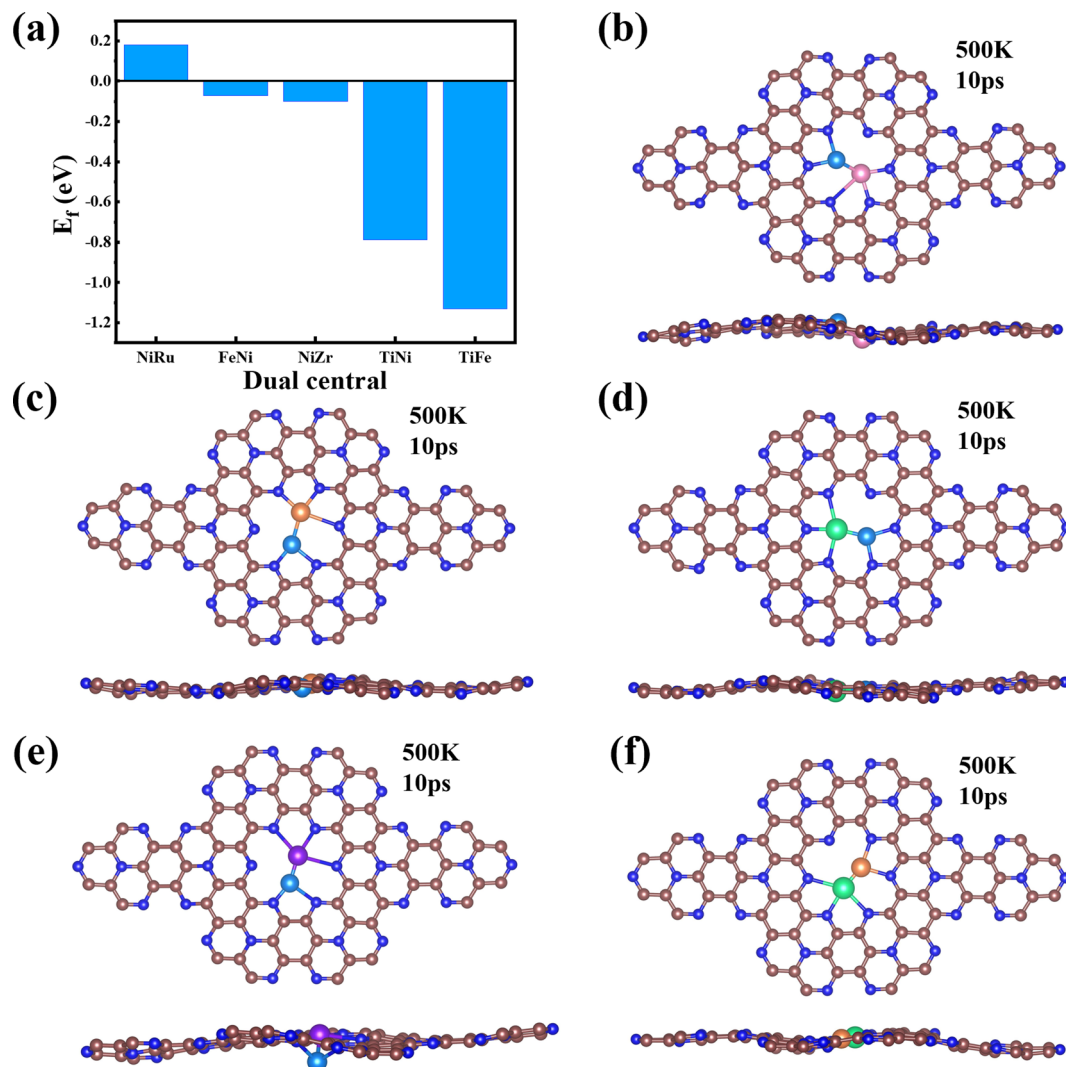 (a)
0.2
0.0
-0.2
-0.4
-0.6
-0.8
-1.0
-1.2
E_f (eV)
NiRu FeNi NiZr TiNi TiFe
Dual central
(b)
500K
10ps
(c)
500K
10ps
(d)
500K
10ps
(e)
500K
10ps
(f)
500K
10ps